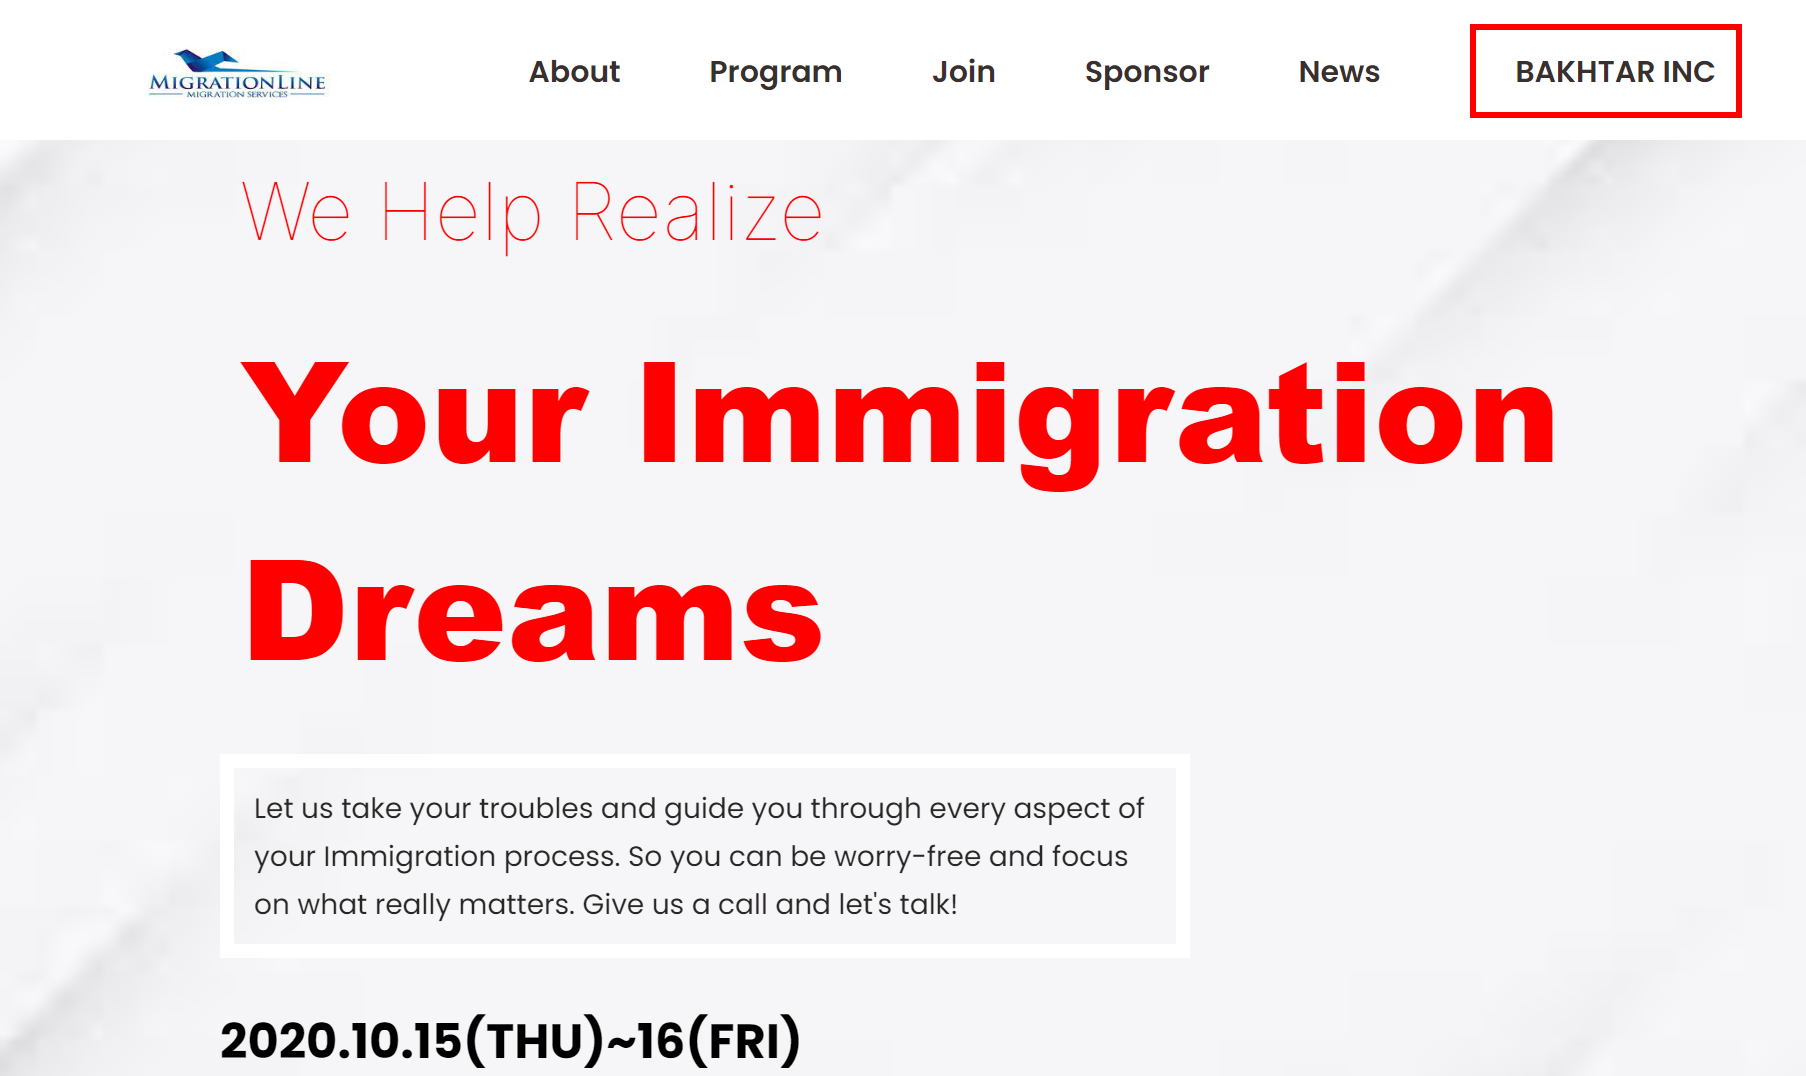 MIGRATIONLINE
MIGRATION SERVICES
About
Program
Join
Sponsor
News
BAKHTAR INC
We Help Realize
Your Immigration
Dreams
Let us take your troubles and guide you through every aspect of
your Immigration process. So you can be worry-free and focus
on what really matters. Give us a call and let's talk!
2020.10.15(THU)~16(FRI)